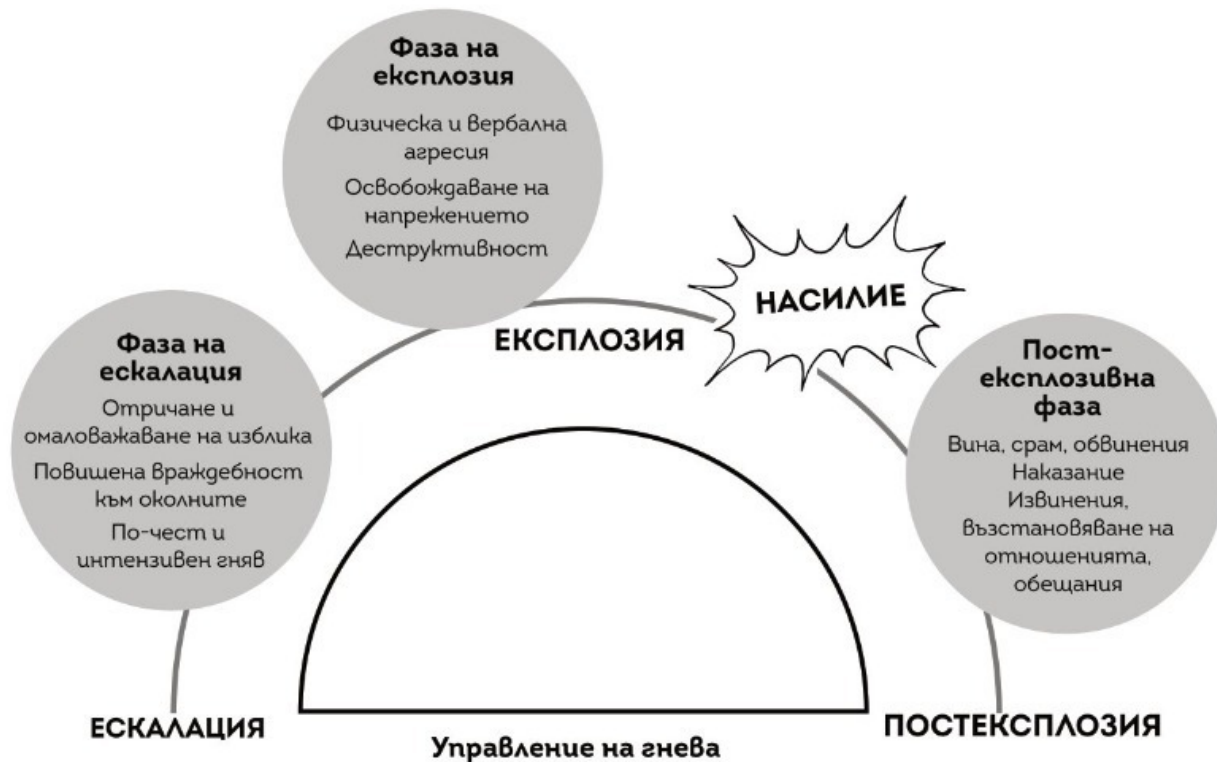 Фаза на
експлозия
Физическа и вербална
агресия
Освобождаване на
напрежението
Деструктивност
НАСИЛИЕ
ЕКСПЛОЗИЯ
Фаза на
ескалация
Отричане и
омаловажаване на изблика
Повишена враждебност
към околните
По-чест и
интензивен гняв
Пост-
експлозивна
фаза
Вина, срам, обвинения
Наказание
Извинения,
възстановяване на
отношенията,
обещания
ЕСКАЛАЦИЯ
ПОСТЕКСПЛОЗИЯ
Управление на гнева